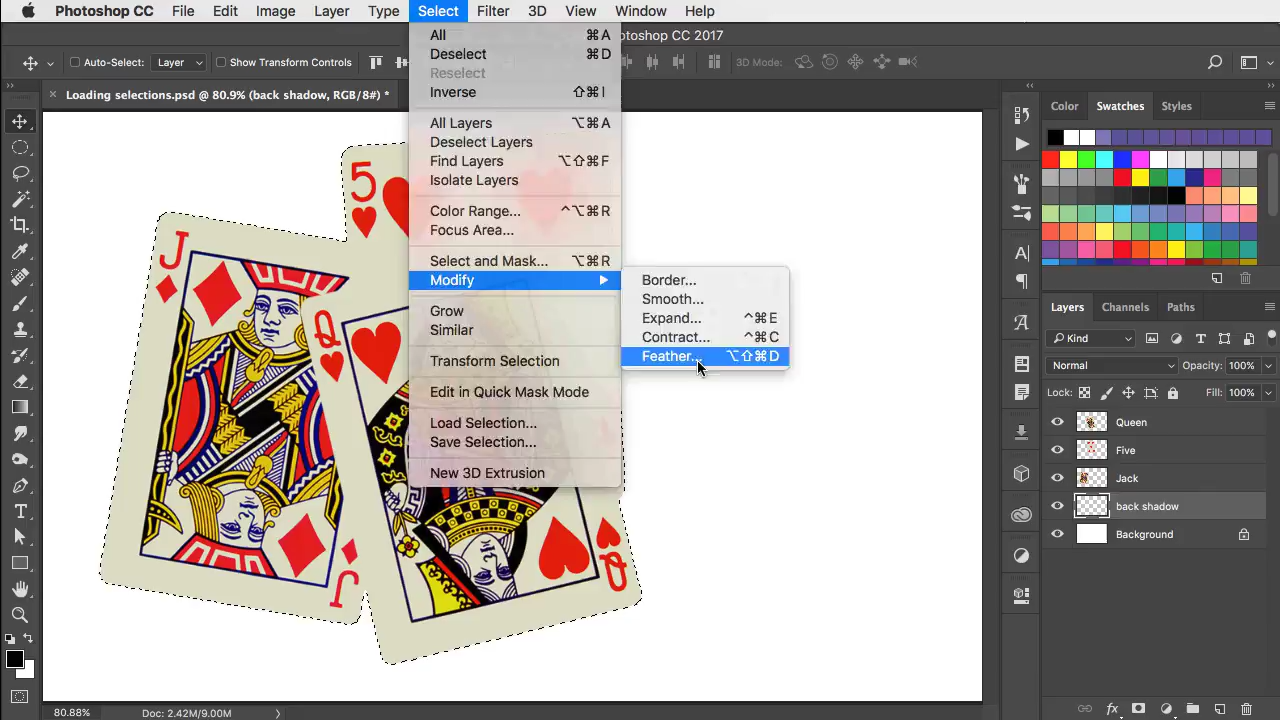 Photoshop CC File Edit Image Layer Type Select Filter 3D View Window Help
hotoshop CC 2017
Auto-Select: Layer Show Transform Controls 3D Mode:
× Loading selections.psd @ 80.9% (back shadow, RGB/8#) *
All ⌘A
Deselect ⌘D
Reselect
Inverse ⇧⌘I
All Layers ⌥⌘A
Deselect Layers
Find Layers ⌥⇧⌘F
Isolate Layers
Color Range... ^⌥⌘R
Focus Area...
Select and Mask... ⌥⌘R
Modify
Grow
Similar
Transform Selection
Edit in Quick Mask Mode
Load Selection...
Save Selection...
New 3D Extrusion
Border...
Smooth...
Expand... ^⌘E
Contract... ^⌘C
Feather... ⌥⇧⌘D
5
J
Q
J
Q
Color Swatches Styles
Layers Channels Paths
Kind
Normal Opacity: 100%
Lock: Fill: 100%
Queen
Five
Jack
back shadow
Background
80.88% Doc: 2.42M/9.00M